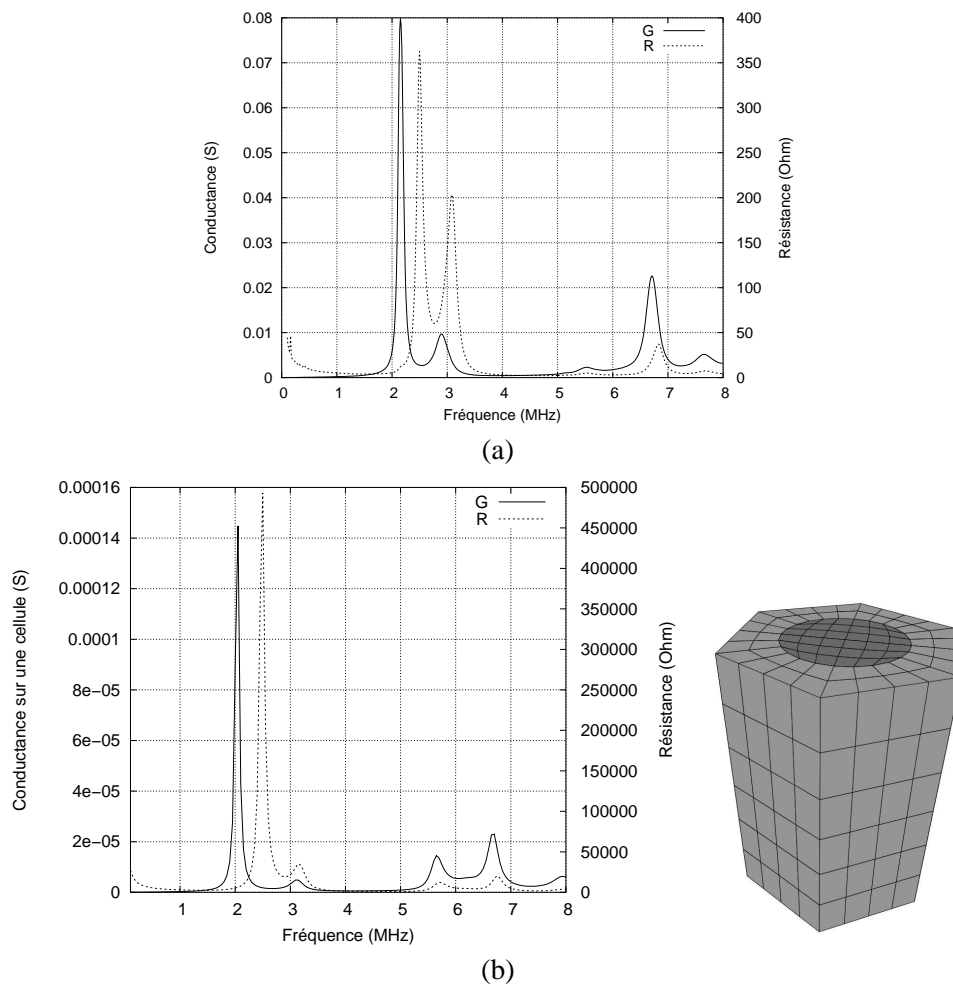 0.08
0.07
0.06
0.05
0.04
0.03
0.02
0.01
0
Conductance (S)
G
R
400
350
300
250
200
150
100
50
0
Résistance (Ohm)
0 1 2 3 4 5 6 7 8
Fréquence (MHz)
(a)
0.00016
0.00014
0.00012
0.0001
8e−05
6e−05
4e−05
2e−05
0
Conductance sur une cellule (S)
G
R
500000
450000
400000
350000
300000
250000
200000
150000
100000
50000
0
Résistance (Ohm)
1 2 3 4 5 6 7 8
Fréquence (MHz)
(b)